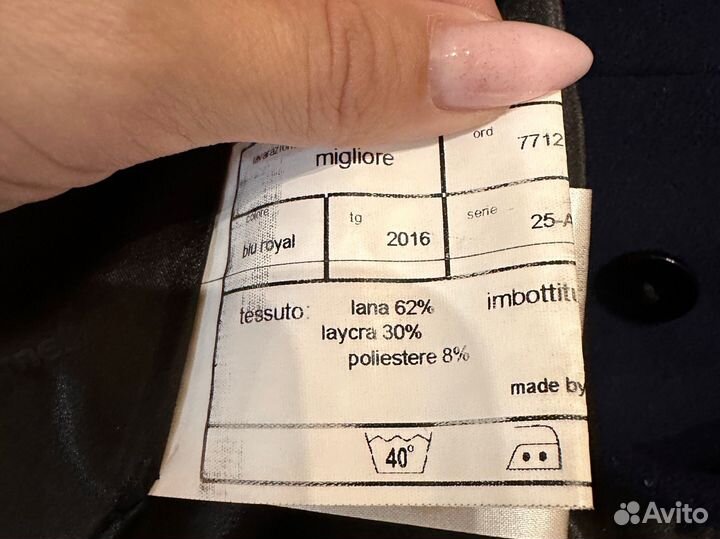 ord
7712
migliore
colore
tg
serie
blu royal
2016
25-A
tessuto:
lana 62%
imbottitu
laycra 30%
poliestere 8%
made by
40°
Avito